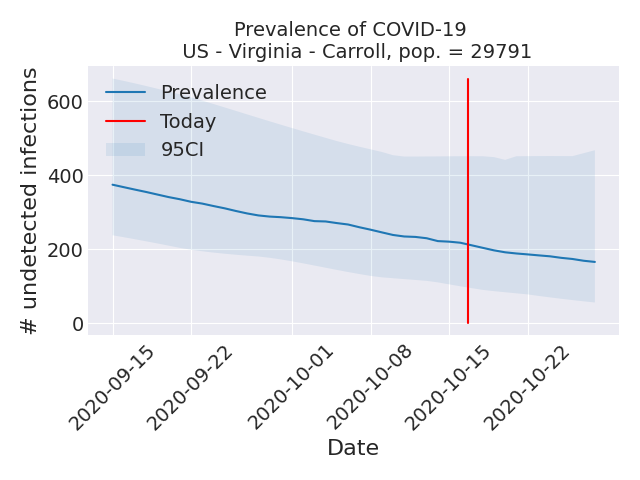 Prevalence of COVID-19
US - Virginia - Carroll, pop. = 29791
# undetected infections
600
400
200
0
Prevalence
Today
95CI
2020-09-15
2020-09-22
2020-10-01
2020-10-08
2020-10-15
2020-10-22
Date